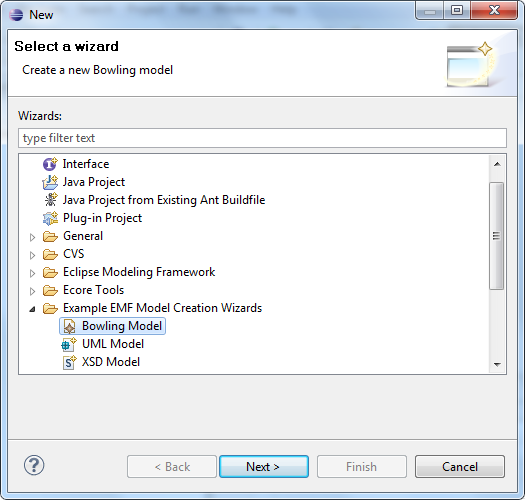 New
Select a wizard
Create a new Bowling model
Wizards:
type filter text
Interface
Java Project
Java Project from Existing Ant Buildfile
Plug-in Project
General
CVS
Eclipse Modeling Framework
Ecore Tools
Example EMF Model Creation Wizards
Bowling Model
UML Model
XSD Model
? < Back Next > Finish Cancel